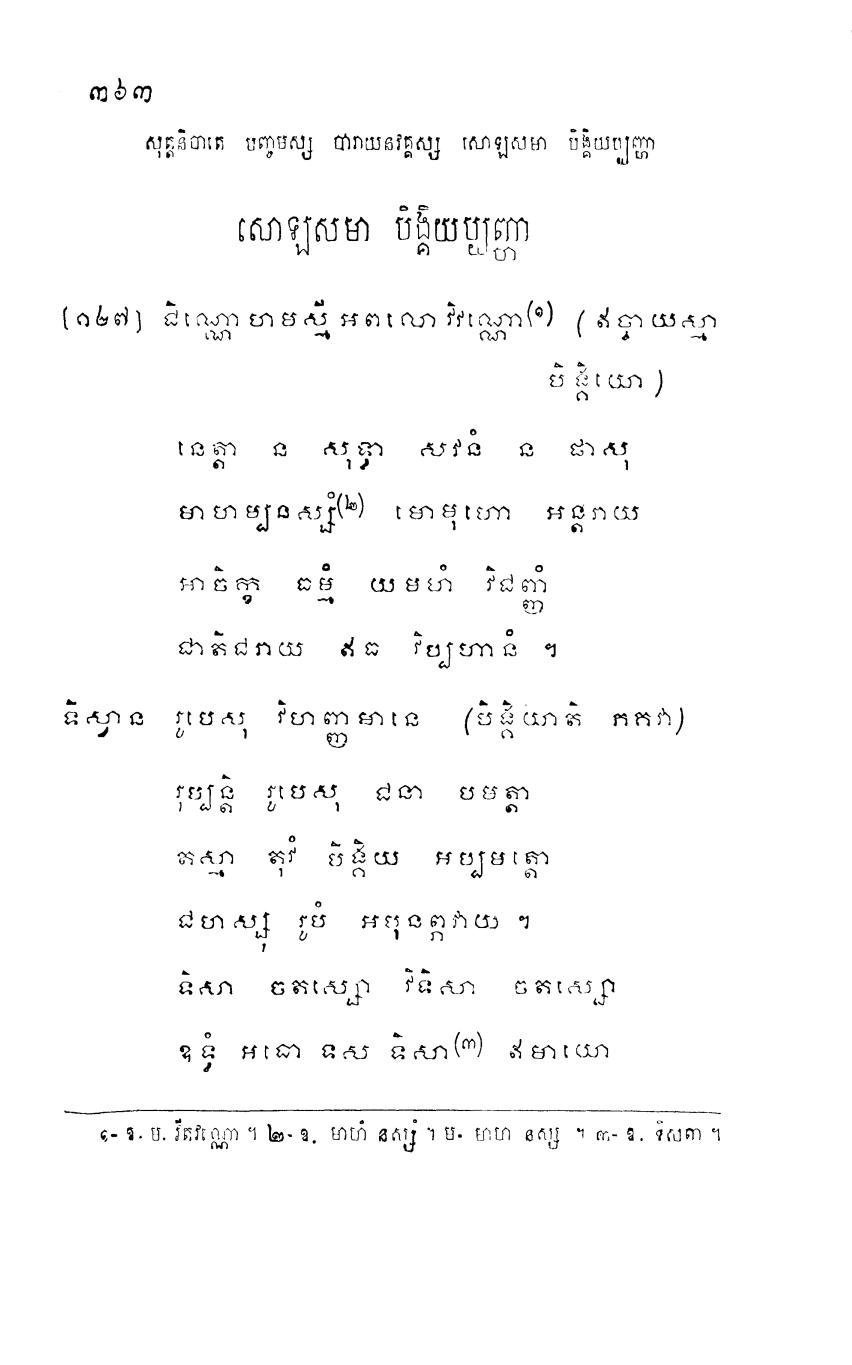 ៣៦៣
សុត្តនិបាតេ បញ្ចមស្ស បារាយនវគ្គស្ស សោឡសមា បិង្គិយប្បញ្ហា
សោឡសមា បិង្គិយប្បញ្ហា
(១៤៧) ជិណ្ណោហមស្មិ អពលោ វិវណ្ណោ(១) (ឥច្ចាយស្មា
បិង្គិយោ)
នេត្តា ន សុទ្ធា សវនំ ន ផាសុ
មាហម្បនស្សំ(២) មោមុហោ អន្តរាយ
អាចិក្ខ ធម្មំ យមហំ វិជញ្ញំ
ជាតិជរាយ ឥធ វិប្បហានំ ។
ទិស្វាន រូបេសុ វិហញ្ញមានេ (បិង្គិយាតិ ភគវា)
រុប្បន្តិ រូបេសុ ជនា បមត្តា
តស្មា តុវំ បិង្គិយ អប្បមត្តោ
ជហស្សុ រូបំ អបុនព្ភវាយ ។
ទិសា ចតស្សោ វិទិសា ចតស្សោ
ឧទ្ធំ អធោ ទស ទិសា(៣) ឥមាយោ
១- ឱ. ម. វីតវណ្ណោ ។ ២- ឱ. មាហំ នស្សំ ។ ម. មាហ នស្ស ។ ៣- ឱ. ទិសតា ។